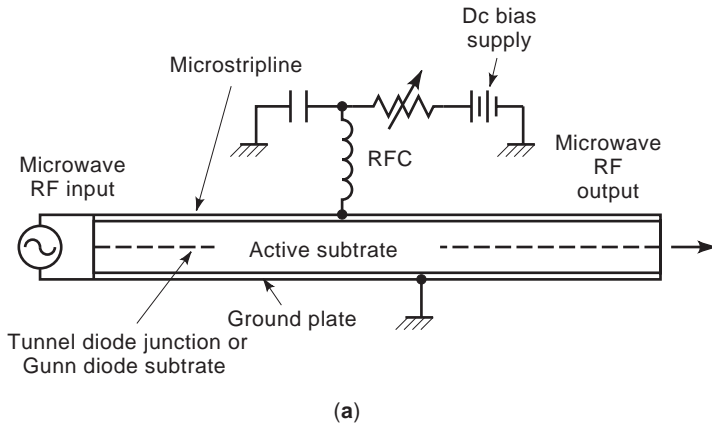 Dc bias
supply
Microstripline
RFC
Microwave
RF input
Microwave
RF
output
Active subtrate
Ground plate
Tunnel diode junction or
Gunn diode subtrate
(a)